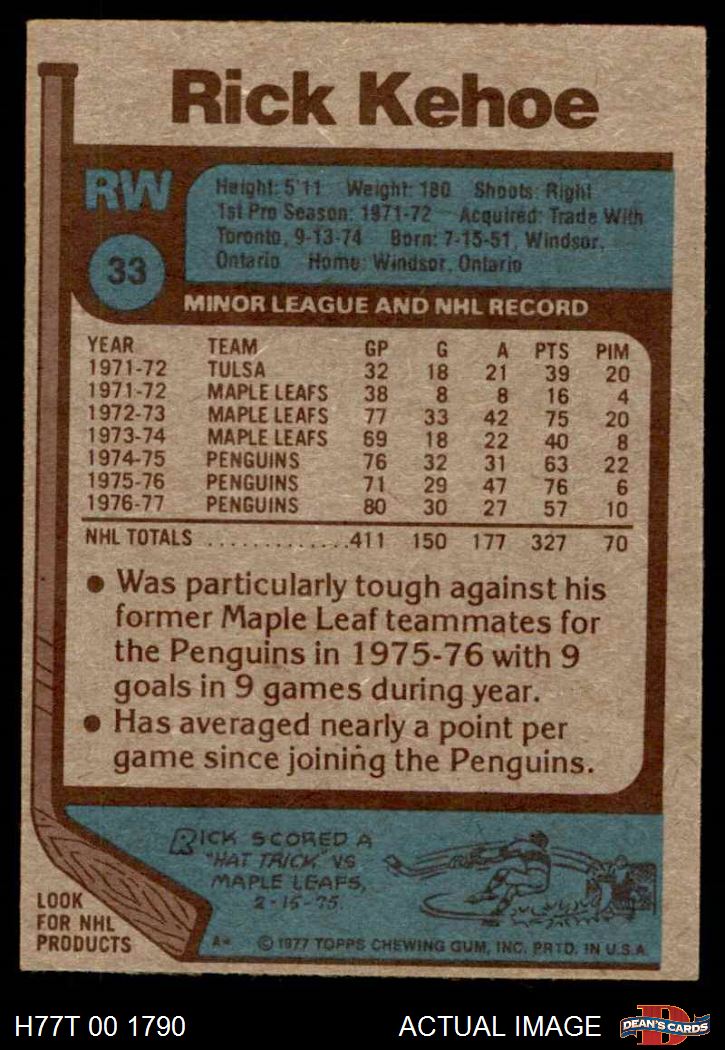 Rick Kehoe
RW
33
Height: 5'11 Weight: 180 Shoots: Right
1st Pro Season: 1971-72 Acquired: Trade With
Toronto, 9-13-74 Born: 7-15-51, Windsor,
Ontario Home: Windsor, Ontario
MINOR LEAGUE AND NHL RECORD
YEAR TEAM GP G A PTS PIM
1971-72 TULSA 32 18 21 39 20
1971-72 MAPLE LEAFS 38 8 8 16 4
1972-73 MAPLE LEAFS 77 33 42 75 20
1973-74 MAPLE LEAFS 69 18 22 40 8
1974-75 PENGUINS 76 32 31 63 22
1975-76 PENGUINS 71 29 47 76 6
1976-77 PENGUINS 80 30 27 57 10
NHL TOTALS .............411 150 177 327 70
• Was particularly tough against his
former Maple Leaf teammates for
the Penguins in 1975-76 with 9
goals in 9 games during year.
• Has averaged nearly a point per
game since joining the Penguins.
RICK SCORED A
"HAT TRICK" VS
MAPLE LEAFS,
2-15-75.
LOOK
FOR NHL
PRODUCTS
A* © 1977 TOPPS CHEWING GUM, INC. PRTD. IN U.S.A.
H77T 00 1790 ACTUAL IMAGE
D
DEAN'S CARDS